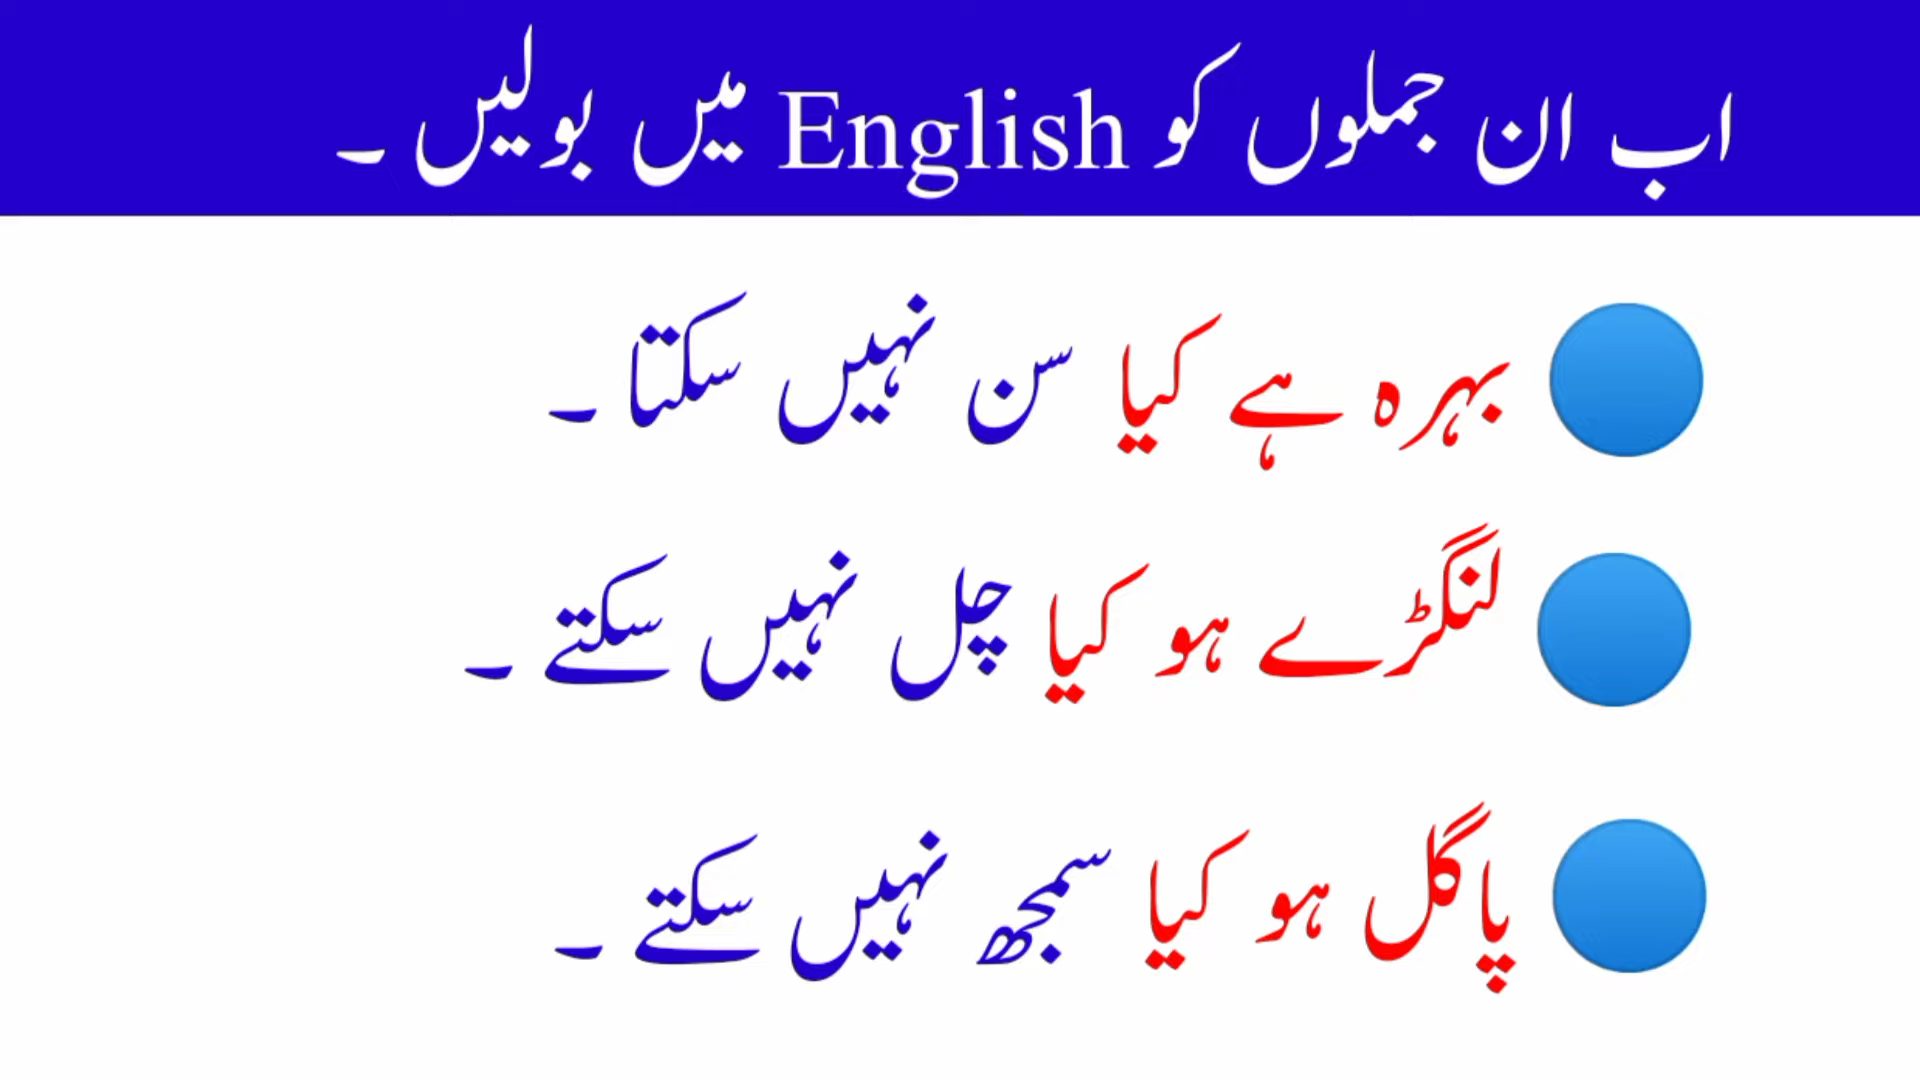 اب ان جملوں کو English میں بولیں ۔
بہرہ ہے کیا سن نہیں سکتا ۔
لنگڑے ہو کیا چل نہیں سکتے ۔
پاگل ہو کیا سمجھ نہیں سکتے ۔